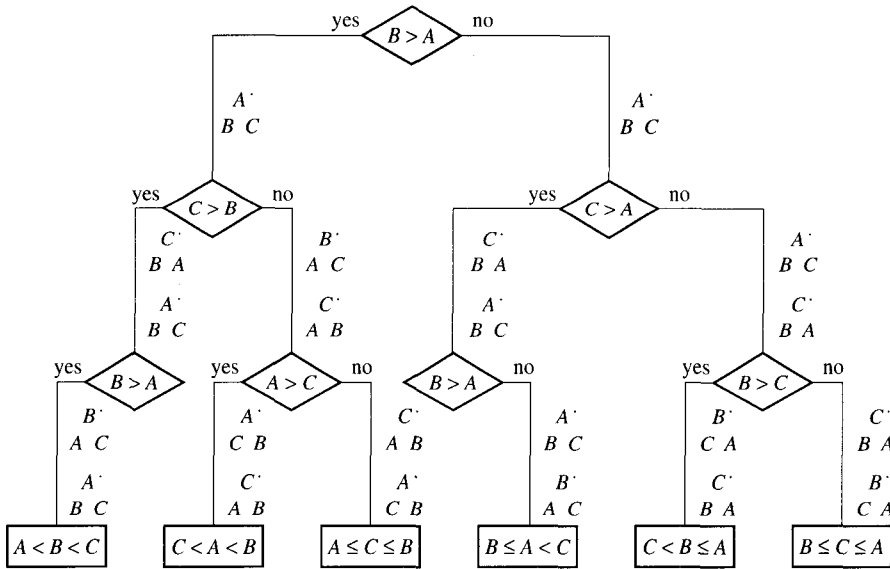 yes B > A no
A· A·
B C B C
yes C > B no yes C > A no
C· B· C· A·
B A A C B A B C
A· C· A· C·
B C A B B C B A
yes B > A yes A > C no B > A no yes B > C no
B· A· C· A· B· C·
A C C B A B B C C A B A
A· C· A· B· C· B·
B C A B C B A C B A C A
A < B < C C < A < B A ≤ C ≤ B B ≤ A < C C < B ≤ A B ≤ C ≤ A